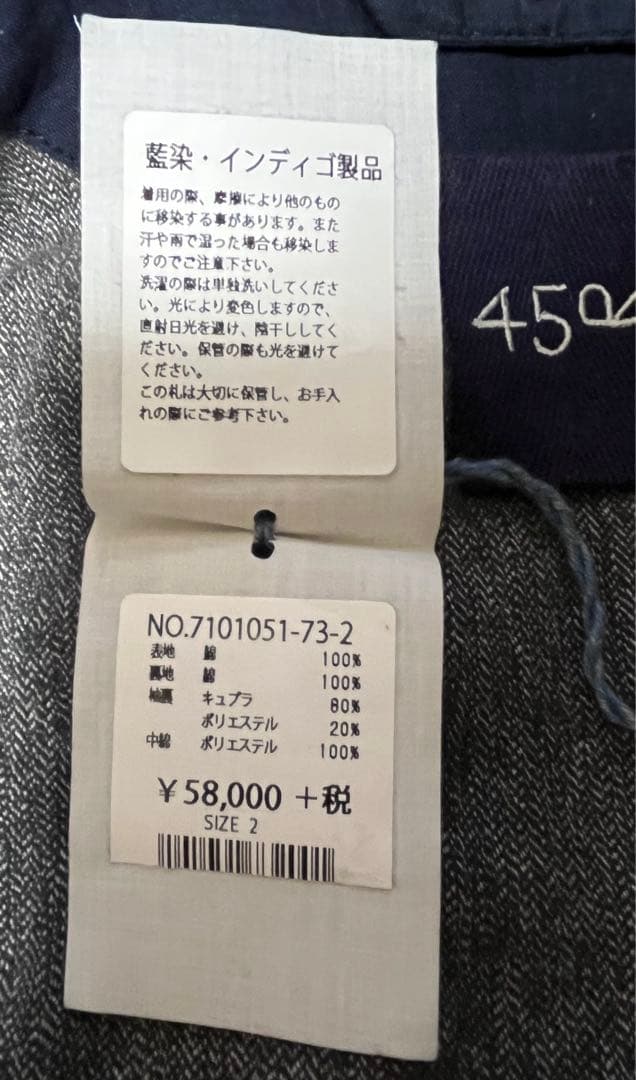 藍染・インディゴ製品
着用の際、摩擦により他のもの
に移染する事があります。また
汗や雨で湿った場合も移染しま
すのでご注意下さい。
洗濯の際は単独洗いしてくださ
い。光により変色しますので、
直射日光を避け、陰干ししてく
ださい。保管の際も光を避けて
ください。
この札は大切に保管し、お手入
れの際にご参考下さい。
45R
NO.7101051-73-2
表地 綿 100%
裏地 綿 100%
袖裏 キュプラ 80%
ポリエステル 20%
中綿 ポリエステル 100%
¥58,000 +税
SIZE 2